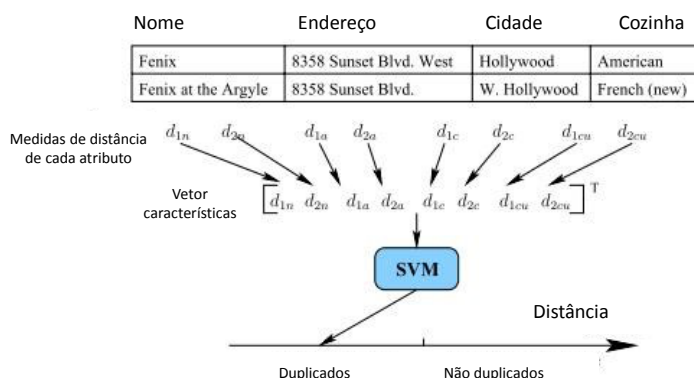 Nome Endereço Cidade Cozinha
Fenix 8358 Sunset Blvd. West Hollywood American
Fenix at the Argyle 8358 Sunset Blvd. W. Hollywood French (new)
Medidas de distância
de cada atributo
d1n d2n d1a d2a d1c d2c d1cu d2cu
Vetor
características
[d1n d2n d1a d2a d1c d2c d1cu d2cu]T
SVM
Distância
Duplicados Não duplicados